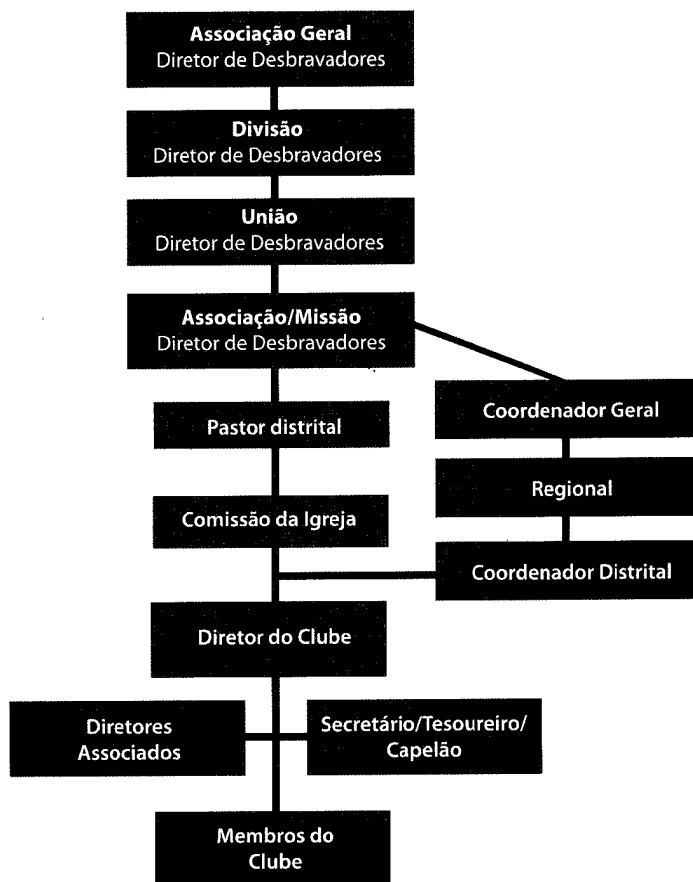 Associação Geral
Diretor de Desbravadores
Divisão
Diretor de Desbravadores
União
Diretor de Desbravadores
Associação/Missão
Diretor de Desbravadores
Pastor distrital
Comissão da Igreja
Coordenador Geral
Regional
Coordenador Distrital
Diretor do Clube
Diretores
Associados
Secretário/Tesoureiro/
Capelão
Membros do
Clube